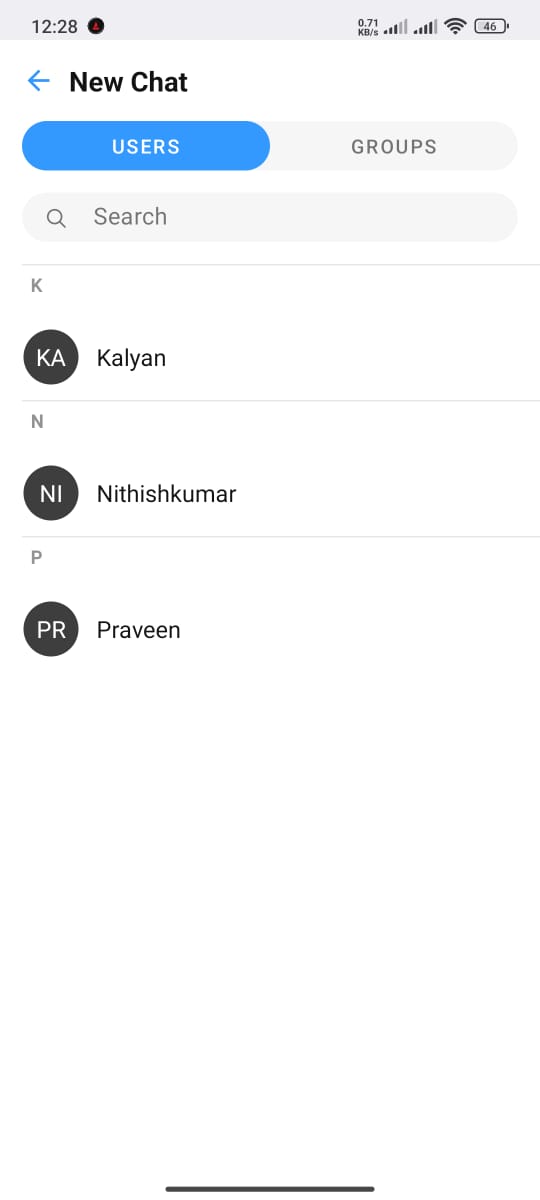 12:28 0.71 KB/s 46
New Chat
USERS GROUPS
Search
K
KA Kalyan
N
NI Nithishkumar
P
PR Praveen